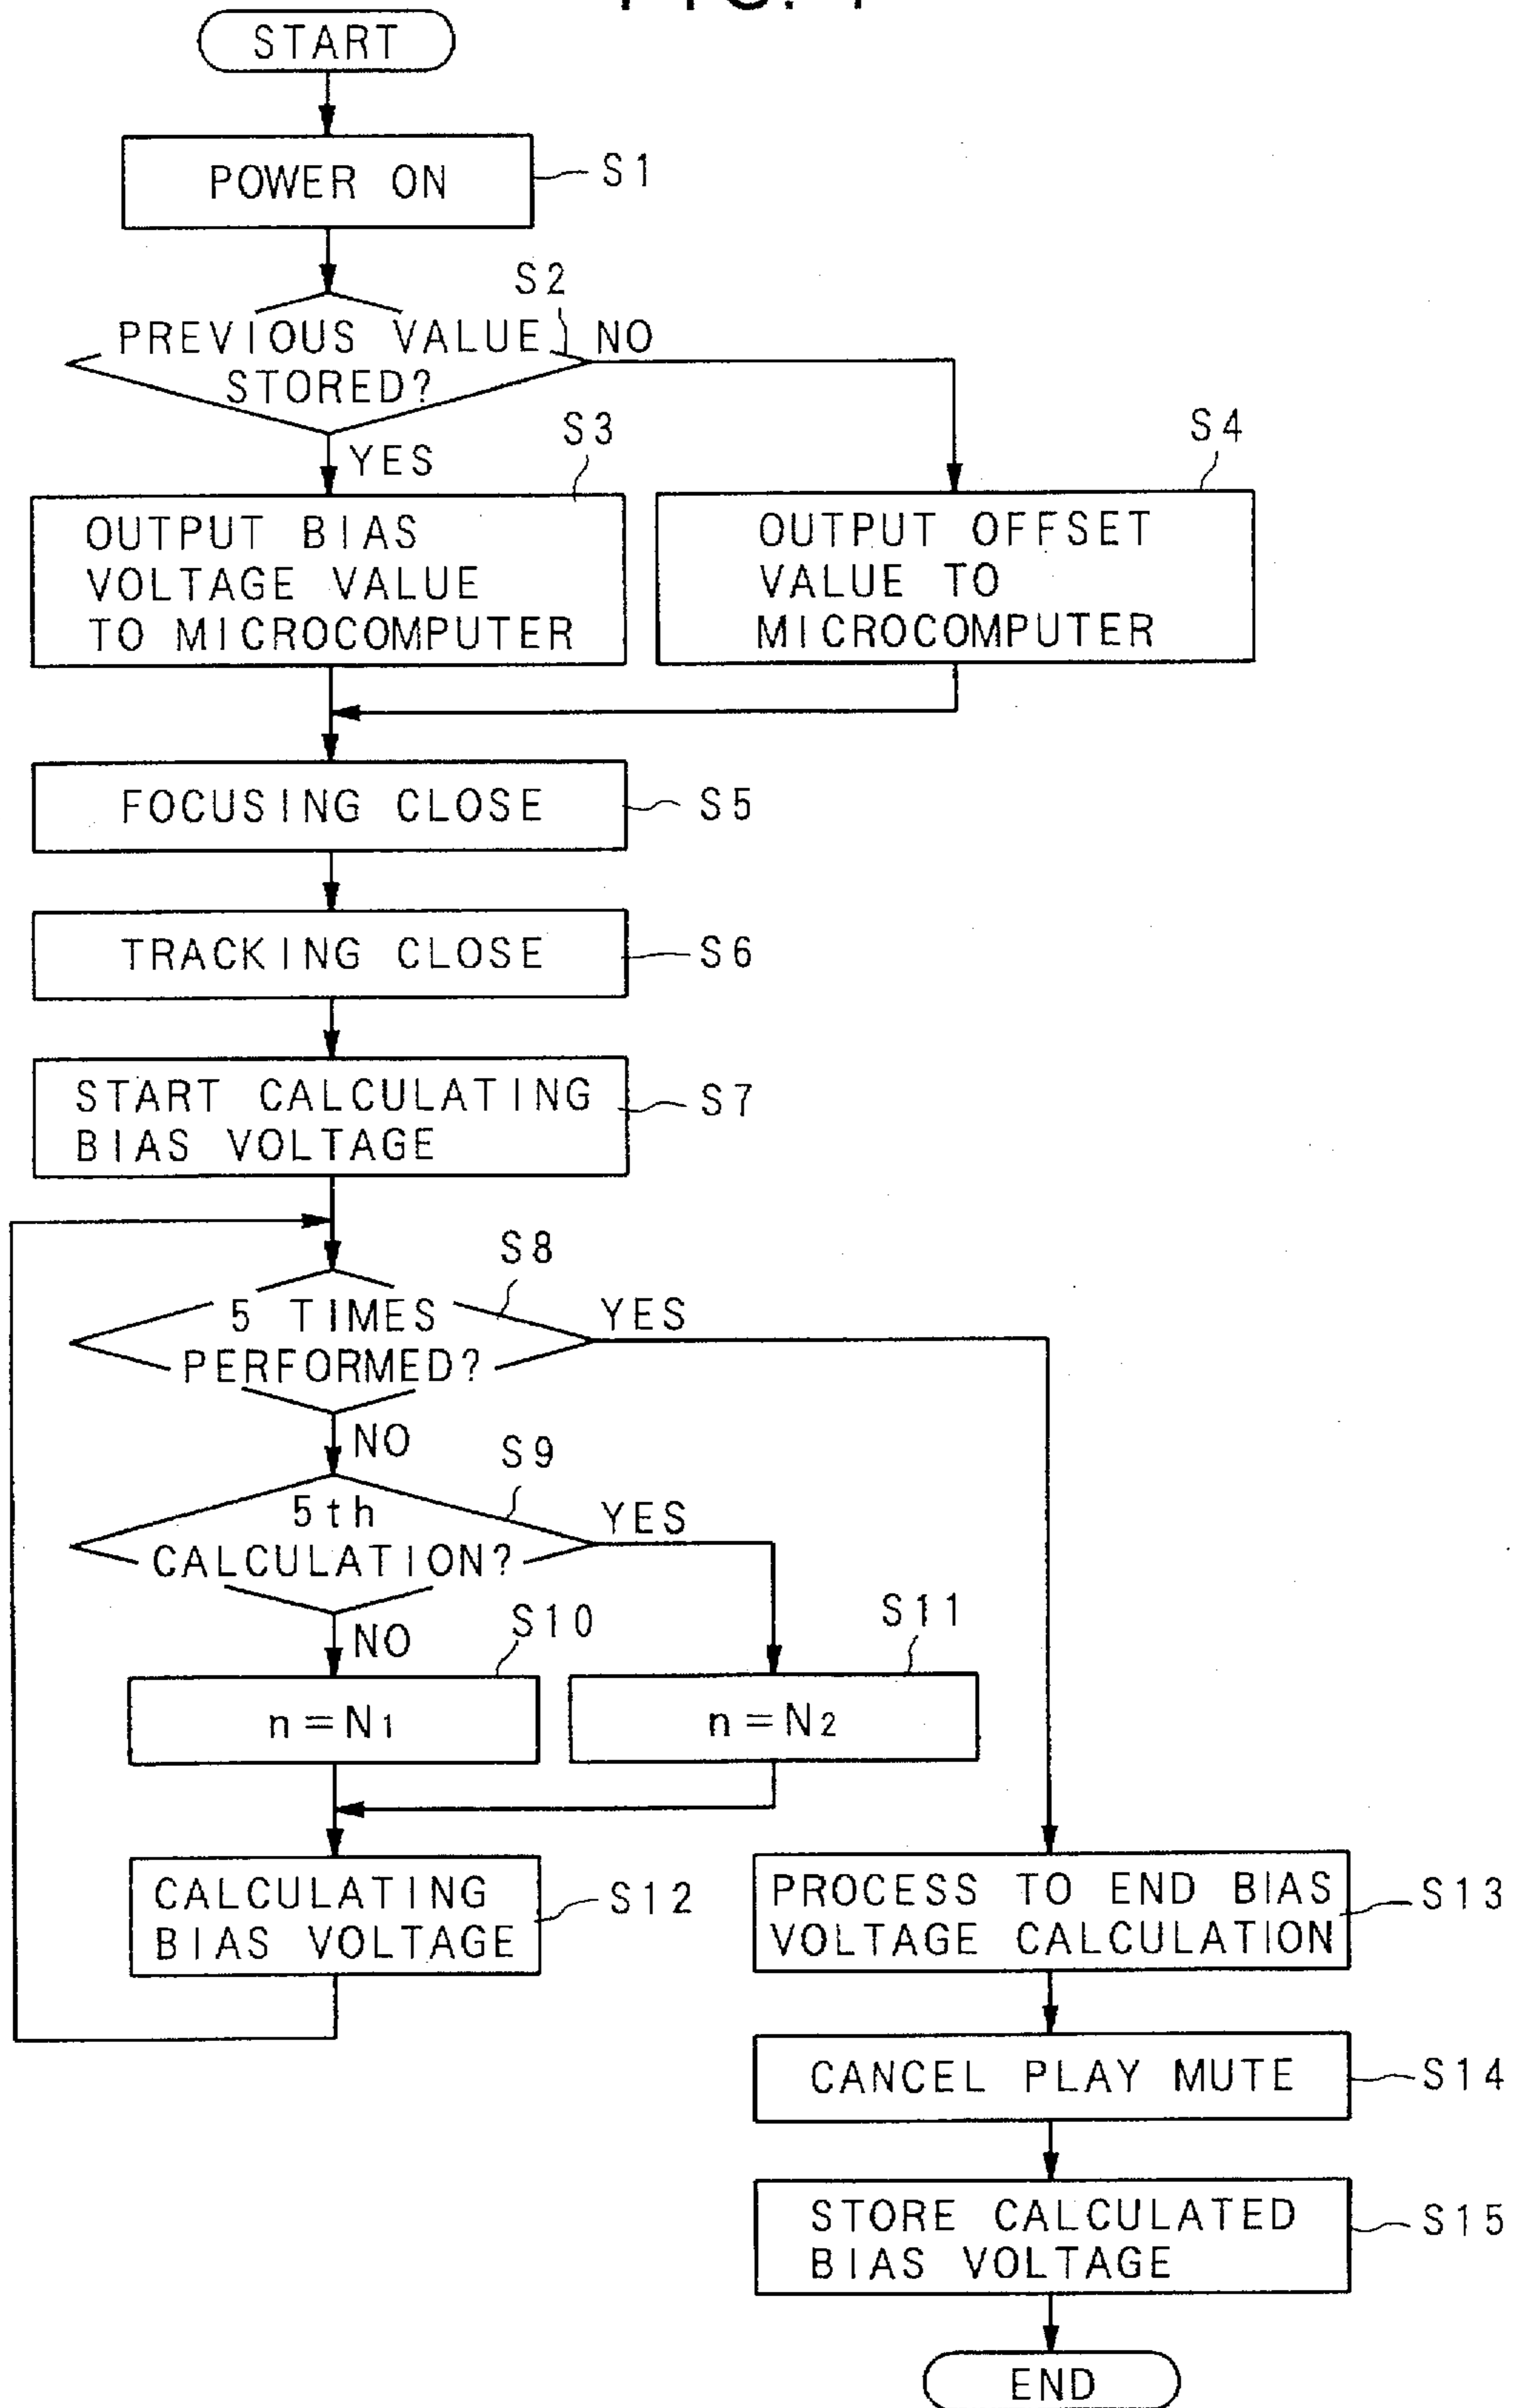 START
POWER ON
S1
S2
PREVIOUS VALUE
STORED?
NO
YES
S3
OUTPUT BIAS
VOLTAGE VALUE
TO MICROCOMPUTER
S4
OUTPUT OFFSET
VALUE TO
MICROCOMPUTER
FOCUSING CLOSE
S5
TRACKING CLOSE
S6
START CALCULATING
BIAS VOLTAGE
S7
S8
5 TIMES
PERFORMED?
YES
NO
S9
5th
CALCULATION?
YES
NO
S10
n=N1
S11
n=N2
CALCULATING
BIAS VOLTAGE
S12
PROCESS TO END BIAS
VOLTAGE CALCULATION
S13
CANCEL PLAY MUTE
S14
STORE CALCULATED
BIAS VOLTAGE
S15
END